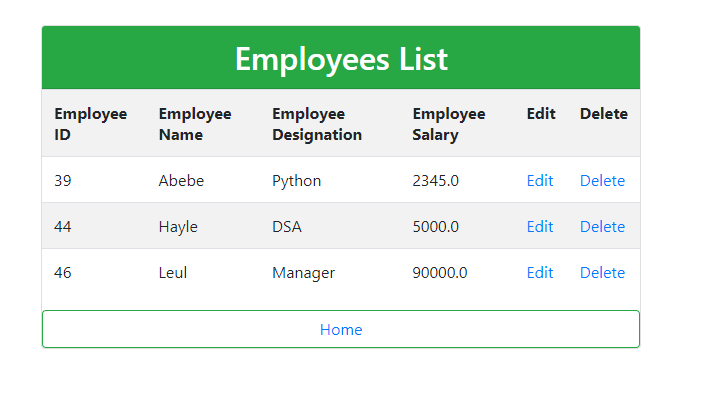 Employees List
Employee ID Employee Name Employee Designation Employee Salary Edit Delete
39 Abebe Python 2345.0 Edit Delete
44 Hayle DSA 5000.0 Edit Delete
46 Leul Manager 90000.0 Edit Delete
Home